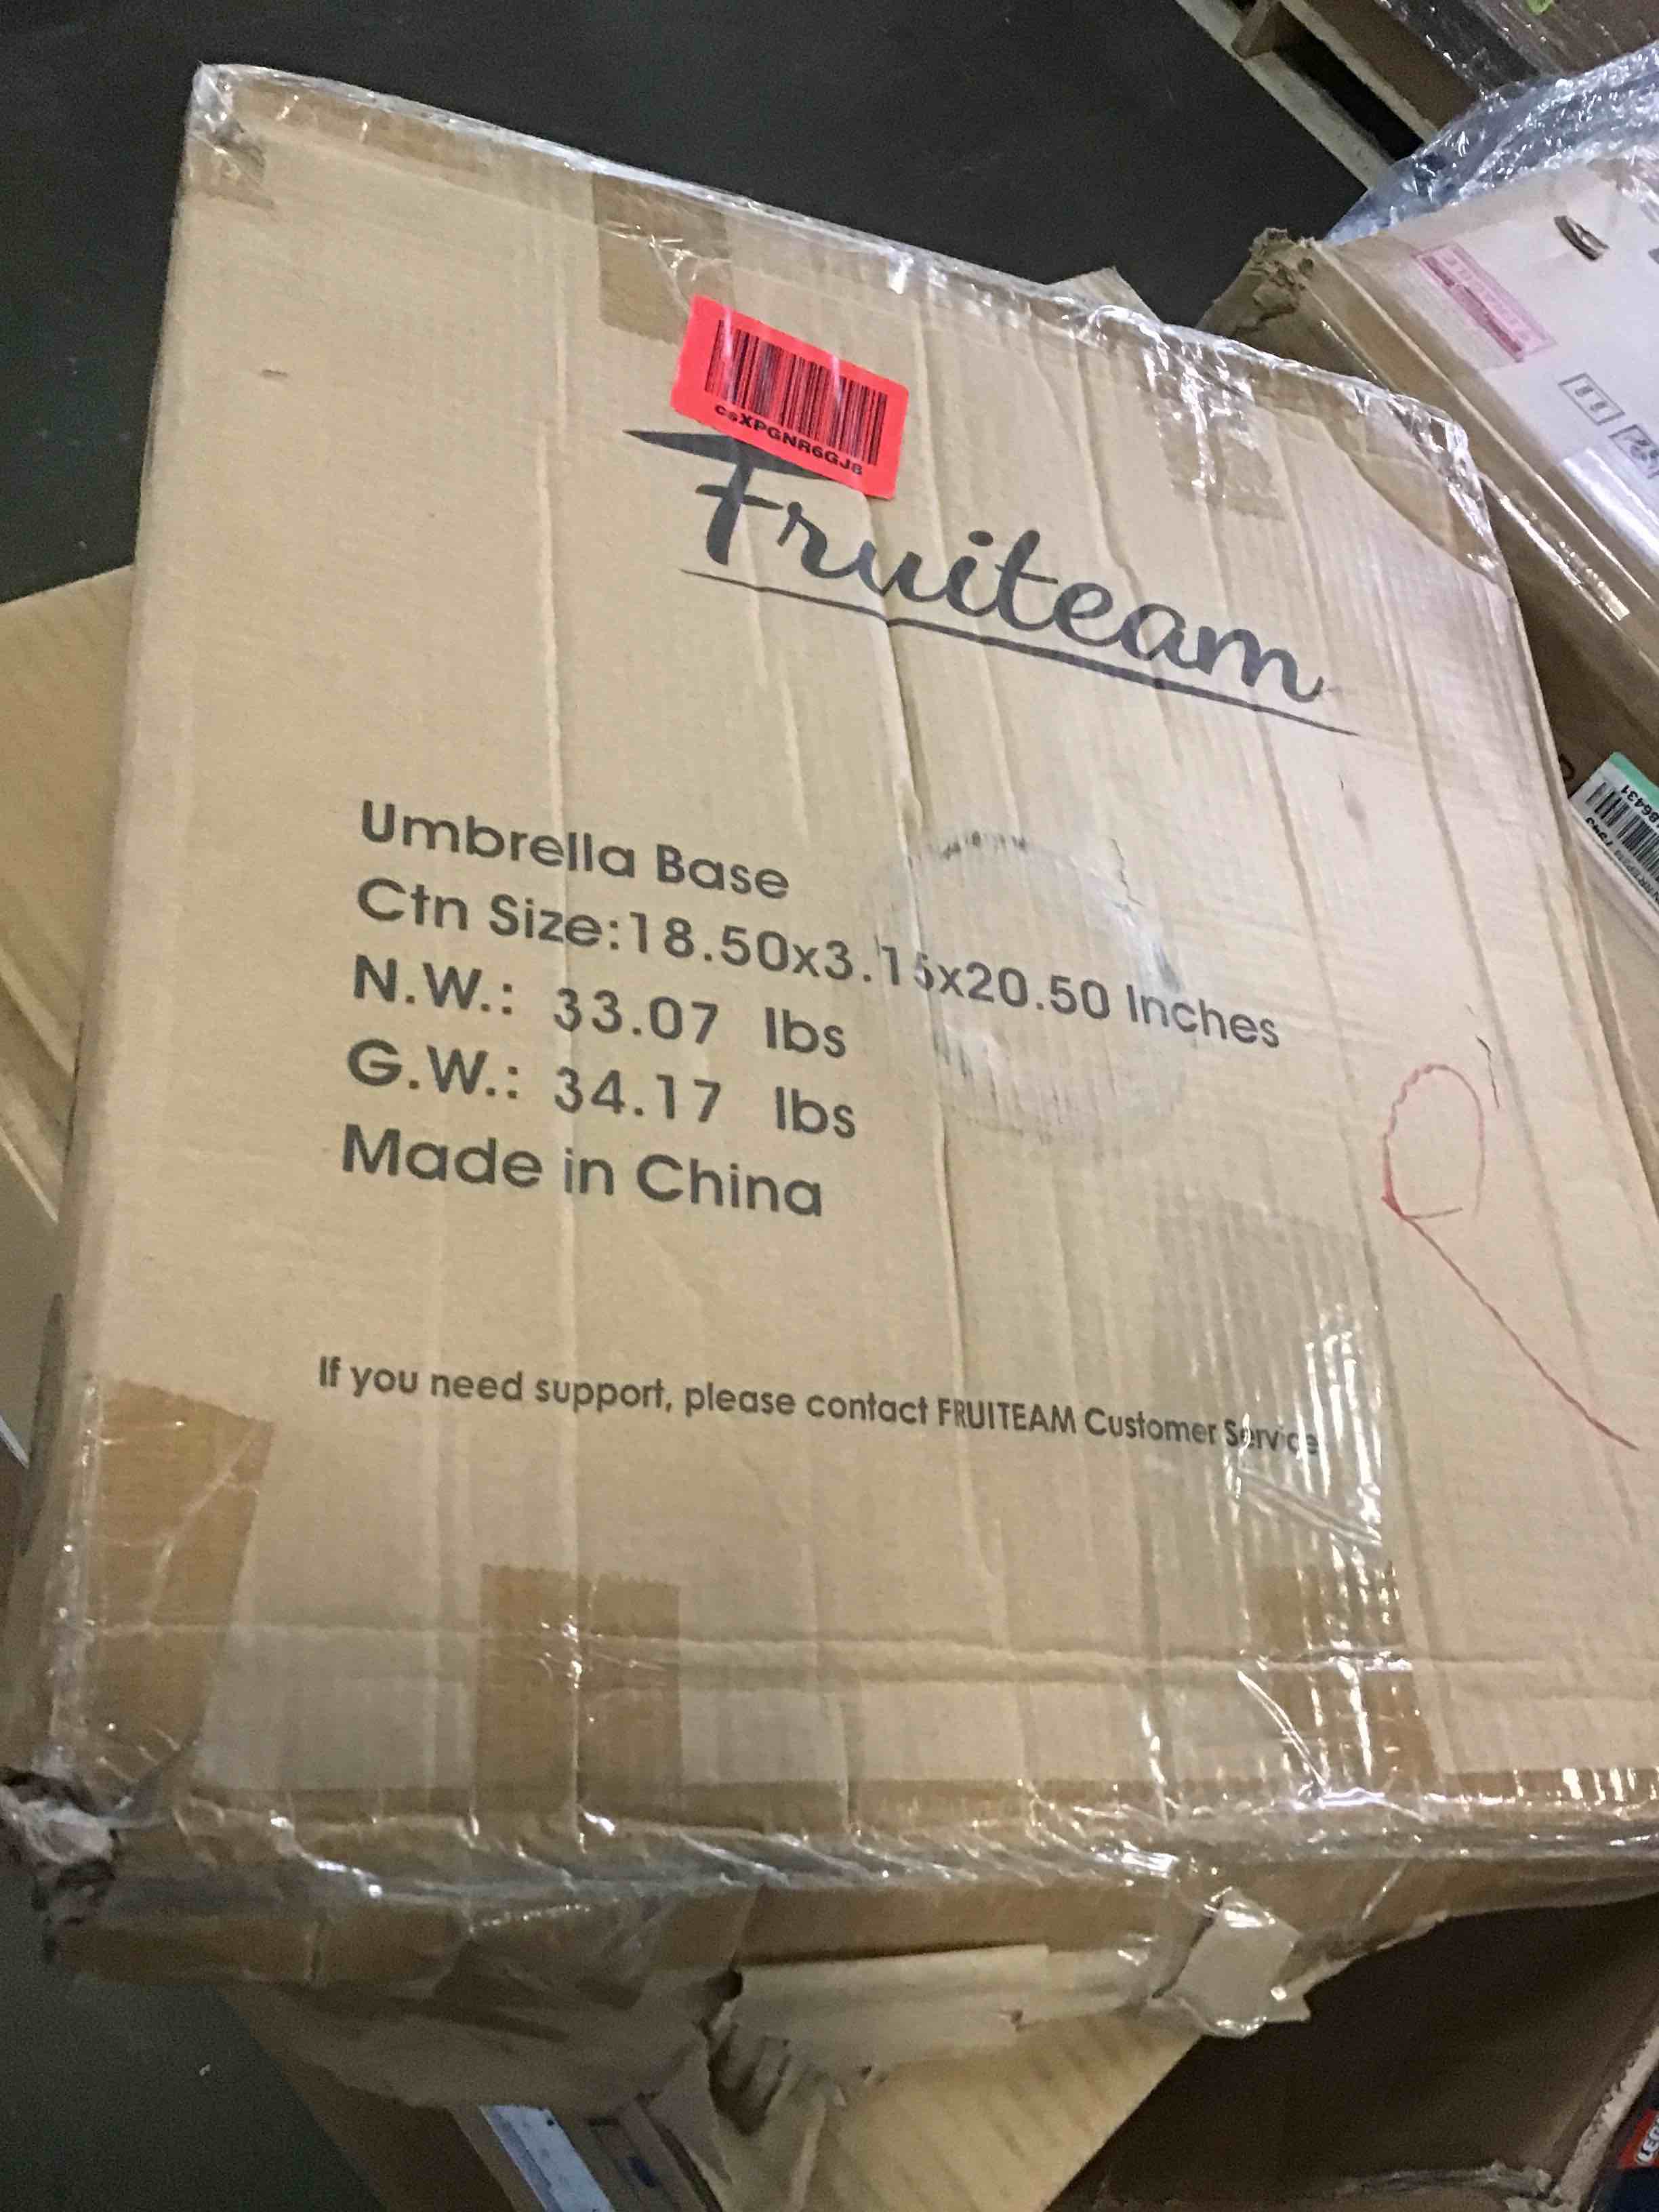 csXPGNR6GJ8
Fruiteam
Umbrella Base
Ctn Size:18.50x3.15x20.50 Inches
N.W.: 33.07 lbs
G.W.: 34.17 lbs
Made in China
If you need support, please contact FRUITEAM Customer Service